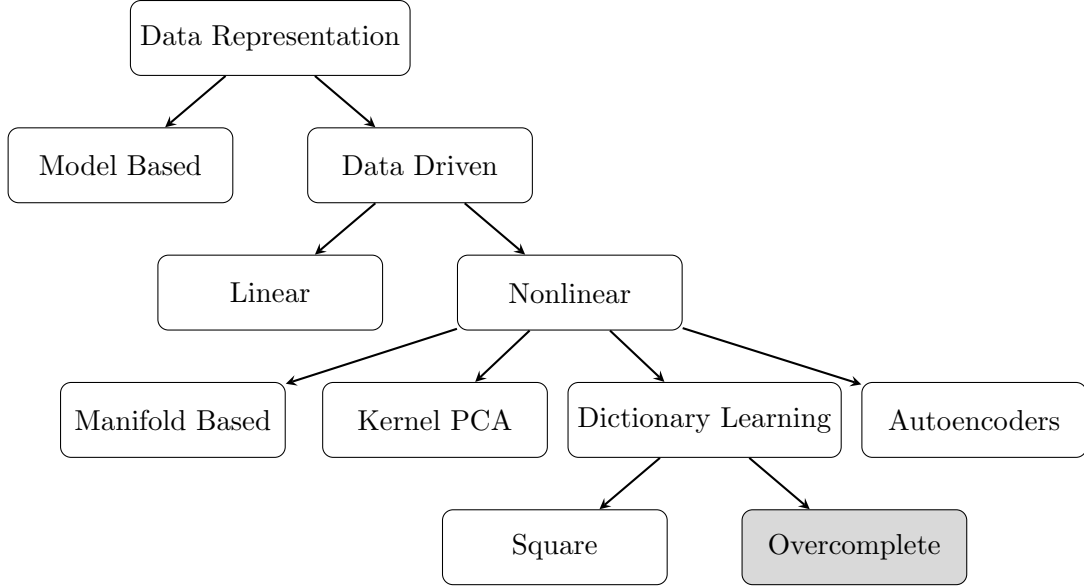 Data Representation
Model Based
Data Driven
Linear
Nonlinear
Manifold Based
Kernel PCA
Dictionary Learning
Autoencoders
Square
Overcomplete